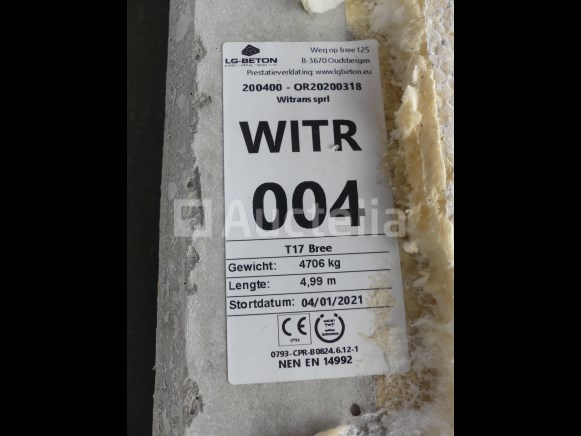 LG-BETON
Weg op bree 125
B-3670 Oudsbergen
Prestatieverklating: www.lgbeton.eu
200400 - OR20200318
Witrans sprl
WITR
004
Auctelia
T17 Bree
Gewicht: 4706 kg
Lengte: 4,99 m
Stortdatum: 04/01/2021
CE
0793-CPR-B0824.6.12-1
NEN EN 14992